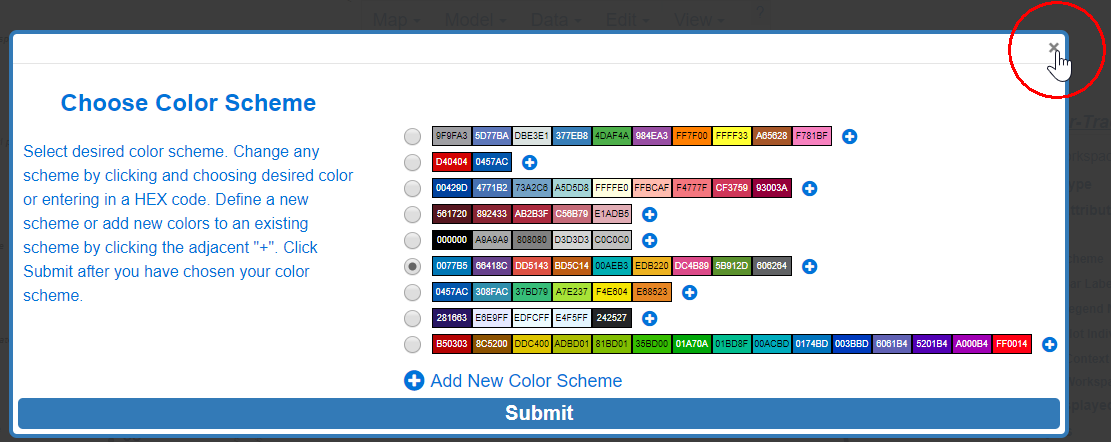 Map Model Data Edit View ?
×
Choose Color Scheme
Select desired color scheme. Change any
scheme by clicking and choosing desired color
or entering in a HEX code. Define a new
scheme or add new colors to an existing
scheme by clicking the adjacent "+". Click
Submit after you have chosen your color
scheme.
9F9FA3 5D77BA DBE3E1 377EB8 4DAF4A 984EA3 FF7F00 FFFF33 A65628 F781BF
D40404 0457AC
00429D 4771B2 73A2C6 A5D5D8 FFFFE0 FFBCAF F4777F CF3759 93003A
561720 892433 AB2B3F C56B79 E1ADB5
000000 A9A9A9 808080 D3D3D3 C0C0C0
0077B5 66418C DD5143 BD5C14 00AEB3 EDB220 DC4B89 5B912D 606264
0457AC 308FAC 37BD79 A7E237 F4E604 E68523
281663 E6E9FF EDFCFF E4F5FF 242527
B50303 8C5200 DDC400 ADBD01 81BD01 35BD00 01A70A 01BD8F 00ACBD 0174BD 003BBD 6061B4 5201B4 A000B4 FF0014
Add New Color Scheme
Submit